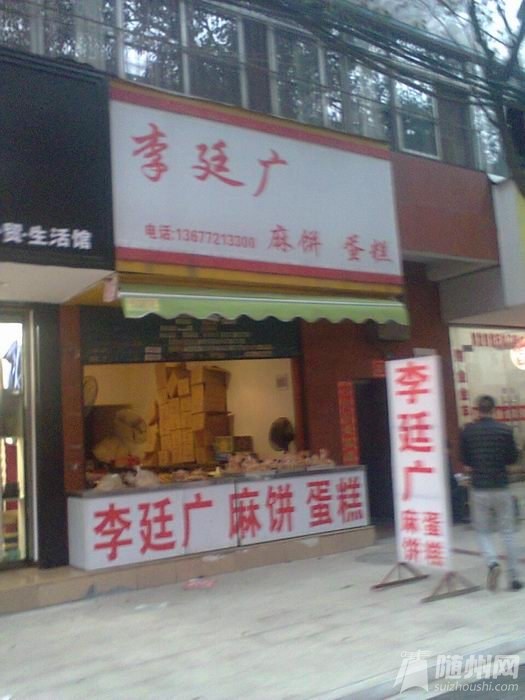 李廷广
电话:13677213300 麻饼 蛋糕
贸·生活馆
李廷广 麻饼 蛋糕
李廷广
麻饼
蛋糕
随州网
suizhoushi.com